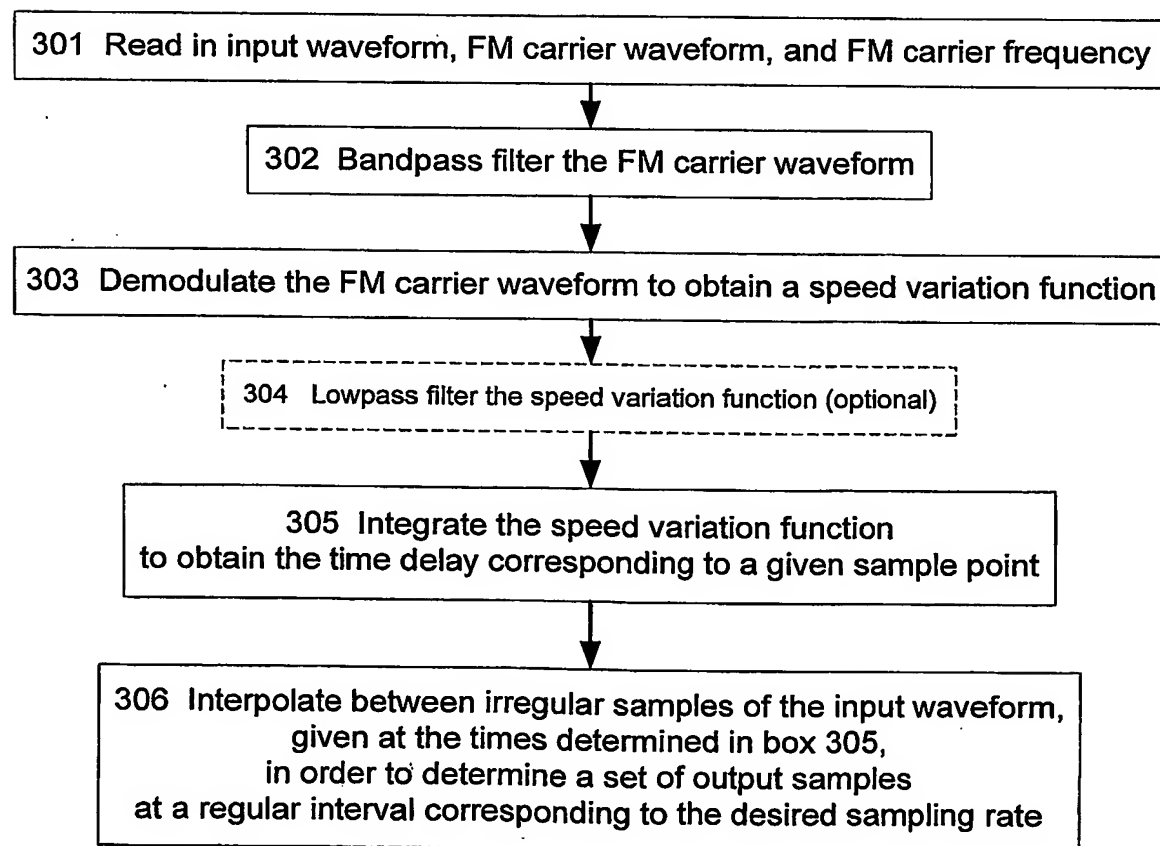 301 Read in input waveform, FM carrier waveform, and FM carrier frequency
302 Bandpass filter the FM carrier waveform
303 Demodulate the FM carrier waveform to obtain a speed variation function
304 Lowpass filter the speed variation function (optional)
305 Integrate the speed variation function
to obtain the time delay corresponding to a given sample point
306 Interpolate between irregular samples of the input waveform,
given at the times determined in box 305,
in order to determine a set of output samples
at a regular interval corresponding to the desired sampling rate